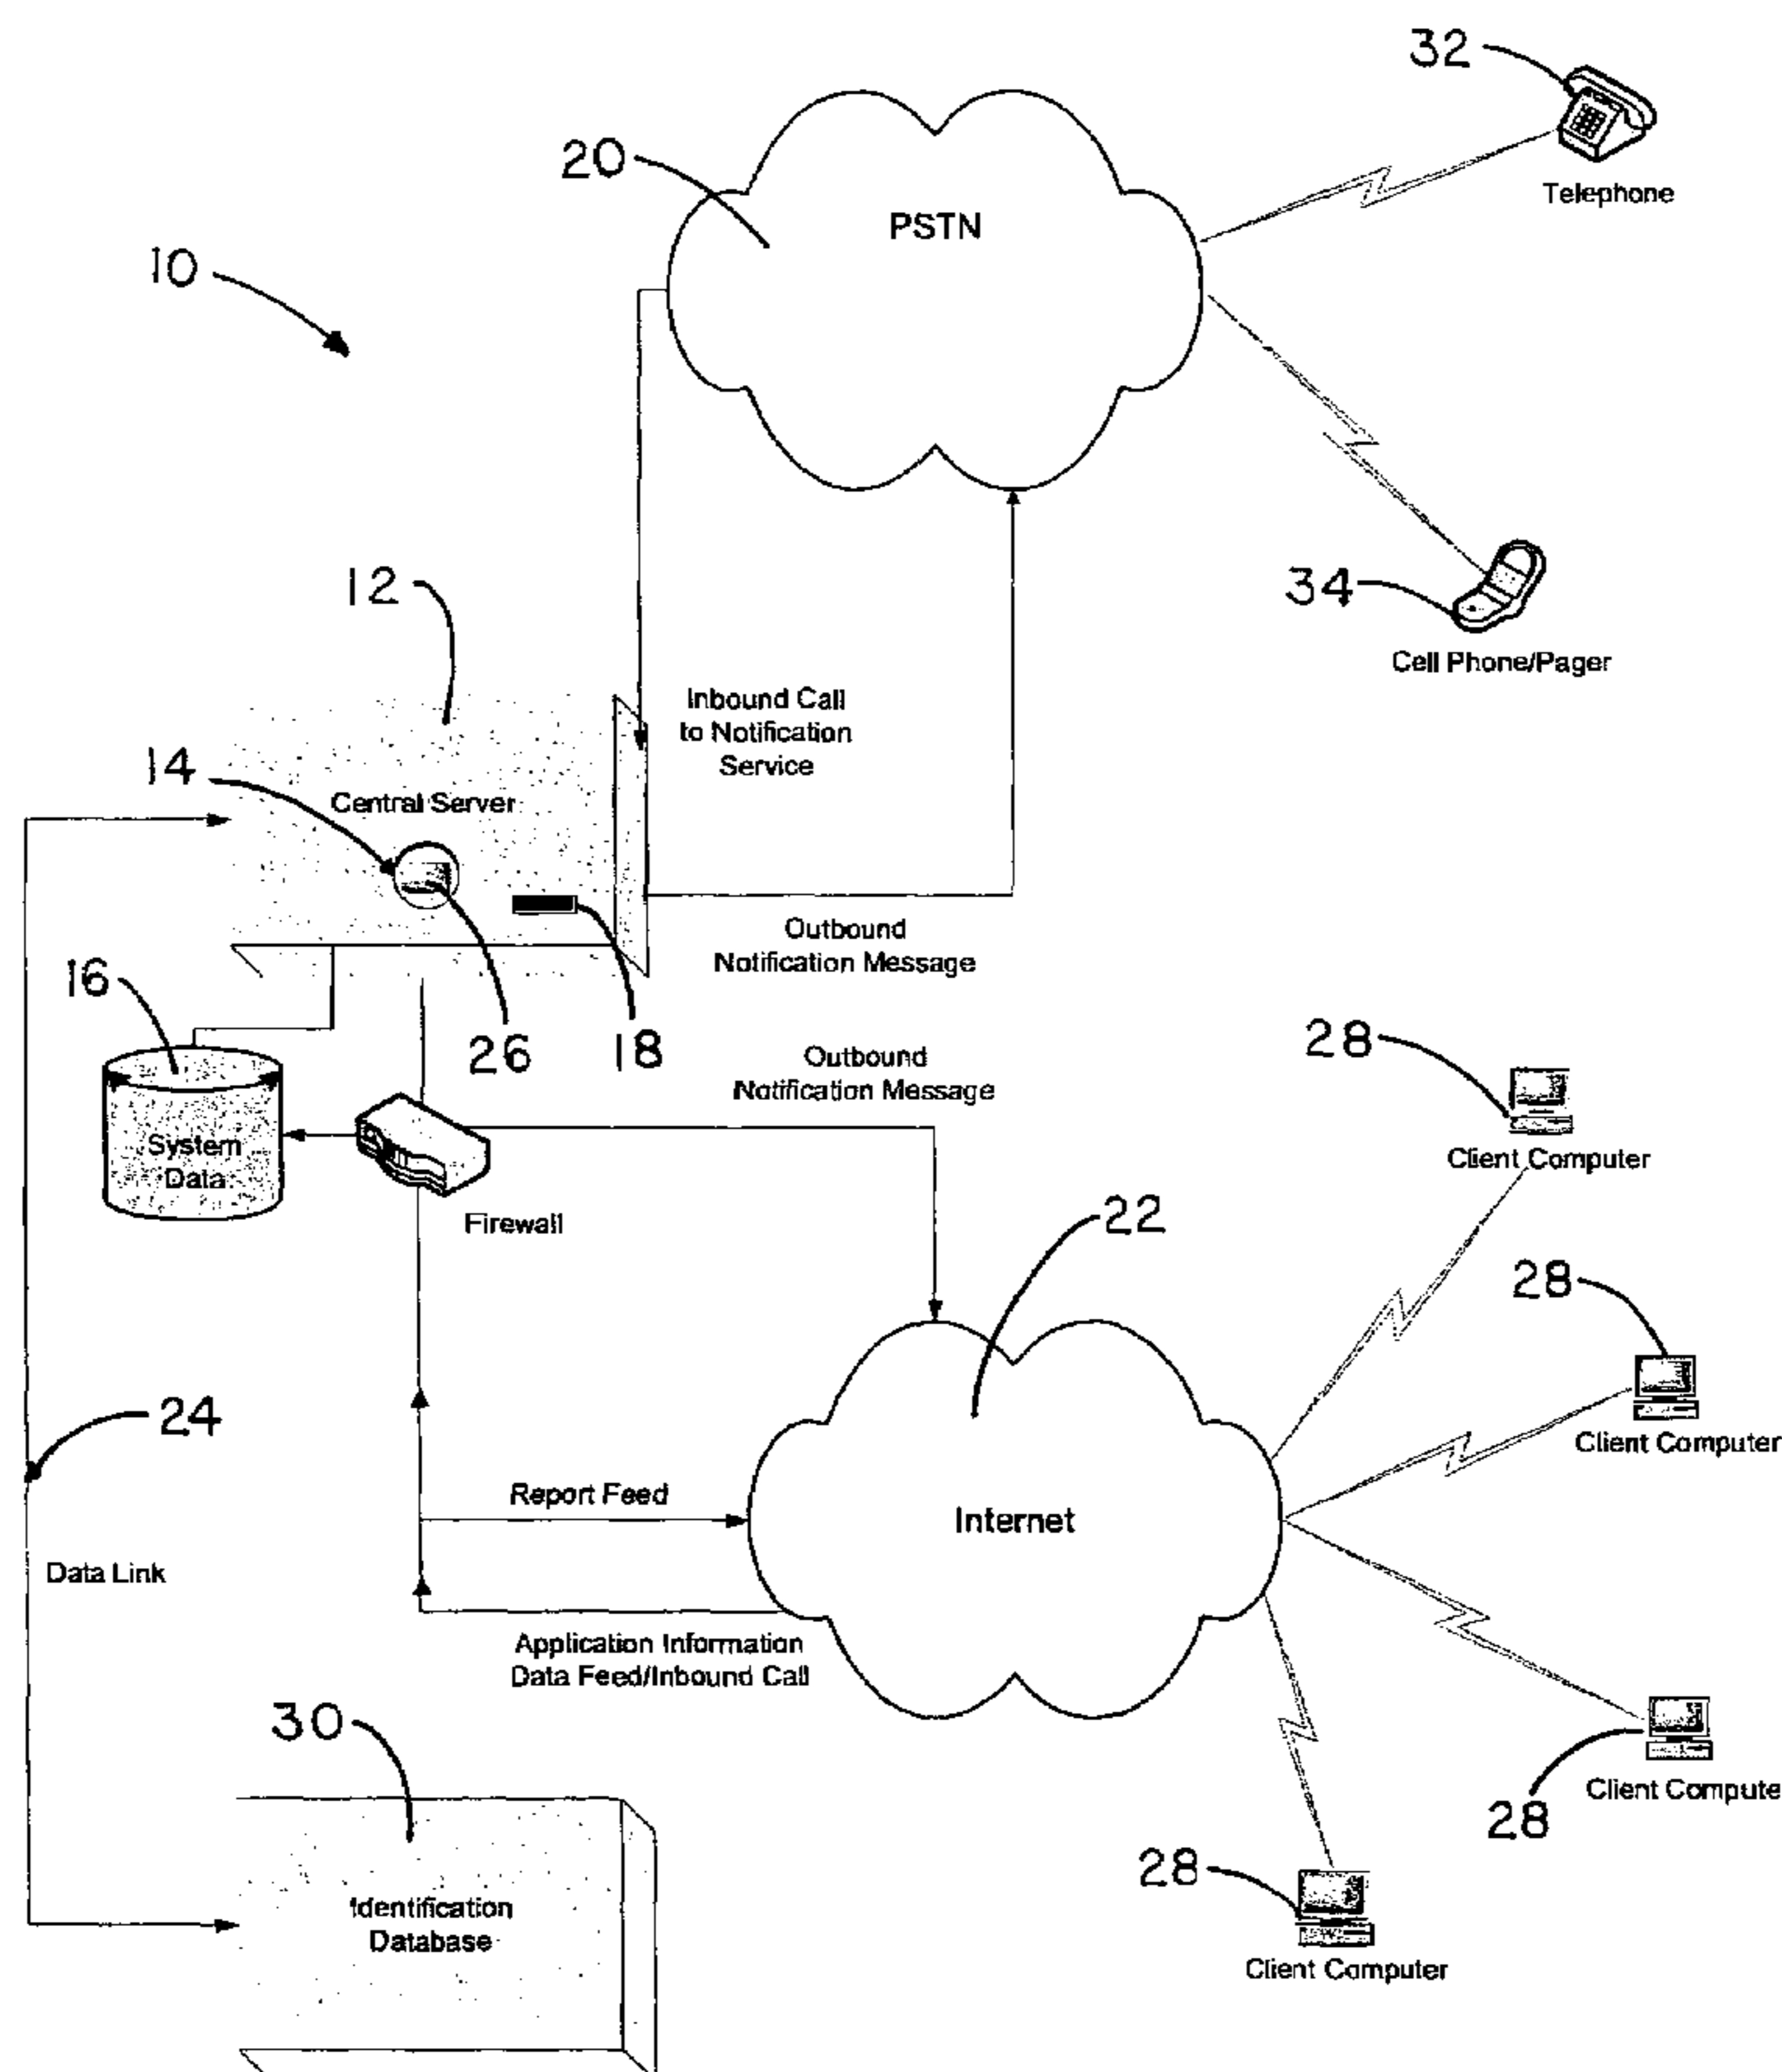 32
20
PSTN
Telephone
10
12
34
Cell Phone/Pager
Inbound Call
to Notification
Service
14
Central Server
Outbound
Notification Message
16
26
18
28
Outbound
Notification Message
Client Computer
System
Data
Firewall
22
28
24
Client Computer
Report Feed
Internet
Data Link
Application Information
Data Feed/Inbound Call
30
28
Client Compute
28
Identification
Database
Client Computer